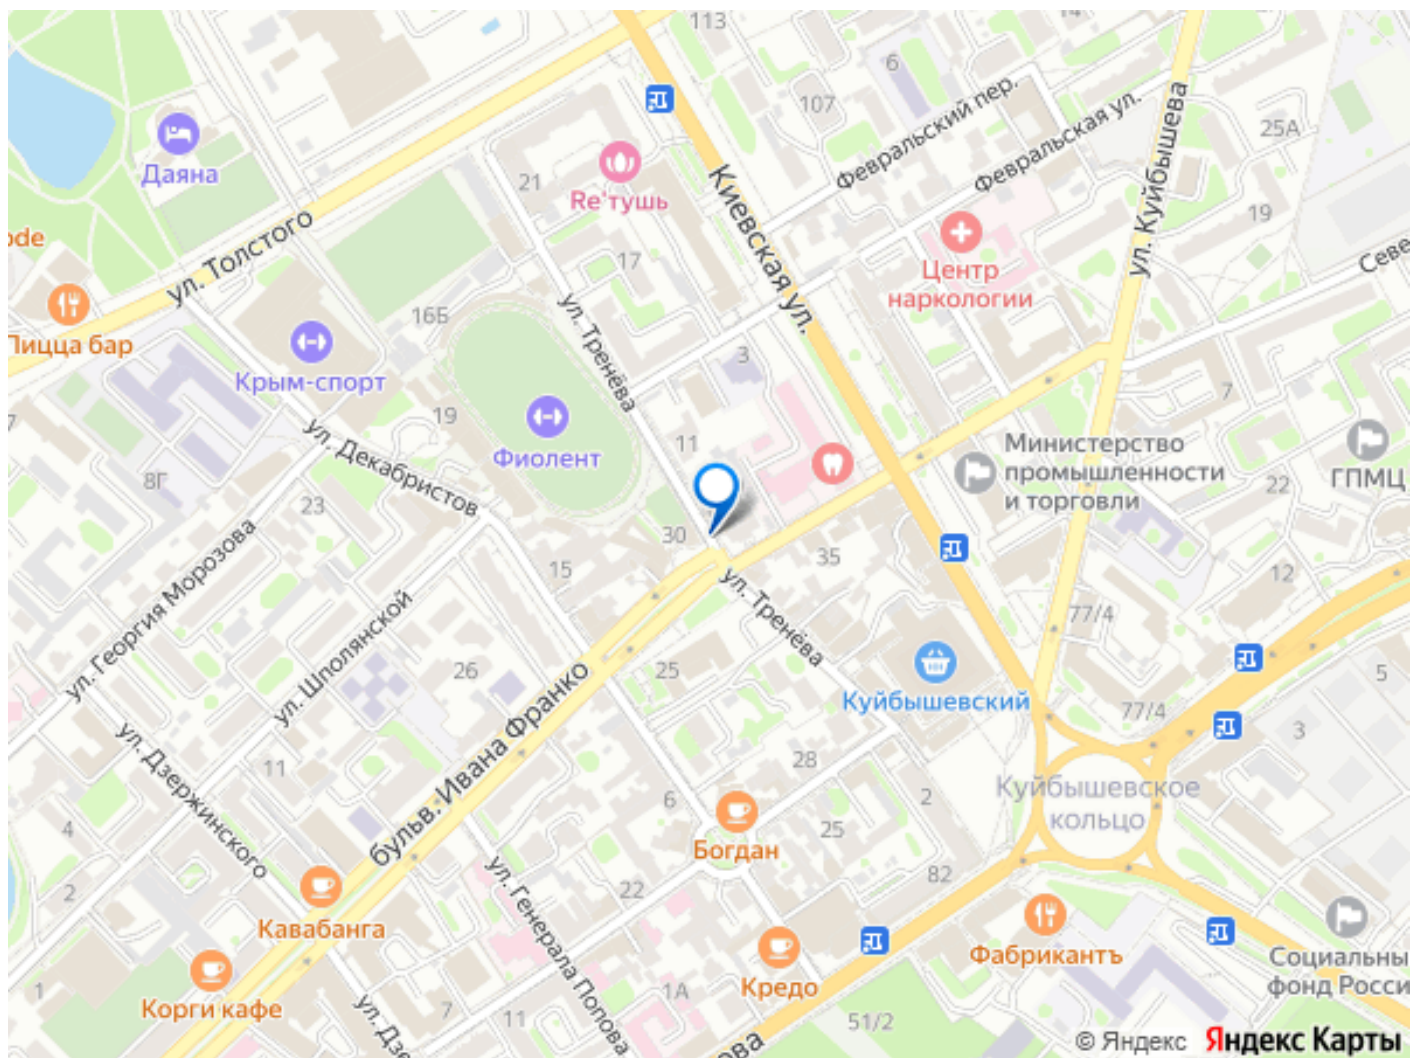 113
6
107
Февральский пер.
Февральская ул.
ул. Куйбышева
25А
Даяна
21
Re'тушь
Киевская ул.
19
ode
ул. Толстого
17
Центр
наркологии
Севе
16Б
ул. Тренёва
Пицца бар
Крым-спорт
3
7
19
ул. Декабристов
Фиолент
11
Министерство
промышленности
и торговли
ГПМЦ
8Г
23
22
30
35
15
12
ул. Георгия Морозова
ул. Шполянской
ул. Тренёва
77/4
26
25
Куйбышевский
5
77/4
3
бульв. Ивана Франко
ул. Дзержинского
11
28
Куйбышевское
кольцо
6
2
4
25
Богдан
2
22
82
ул. Генерала Попова
Кавабанга
Фабрикантъ
Социальны
фонд Росси
1
1А
Кредо
Корги кафе
7
11
51/2
ул. Дзе
ова
© Яндекс Яндекс Карты